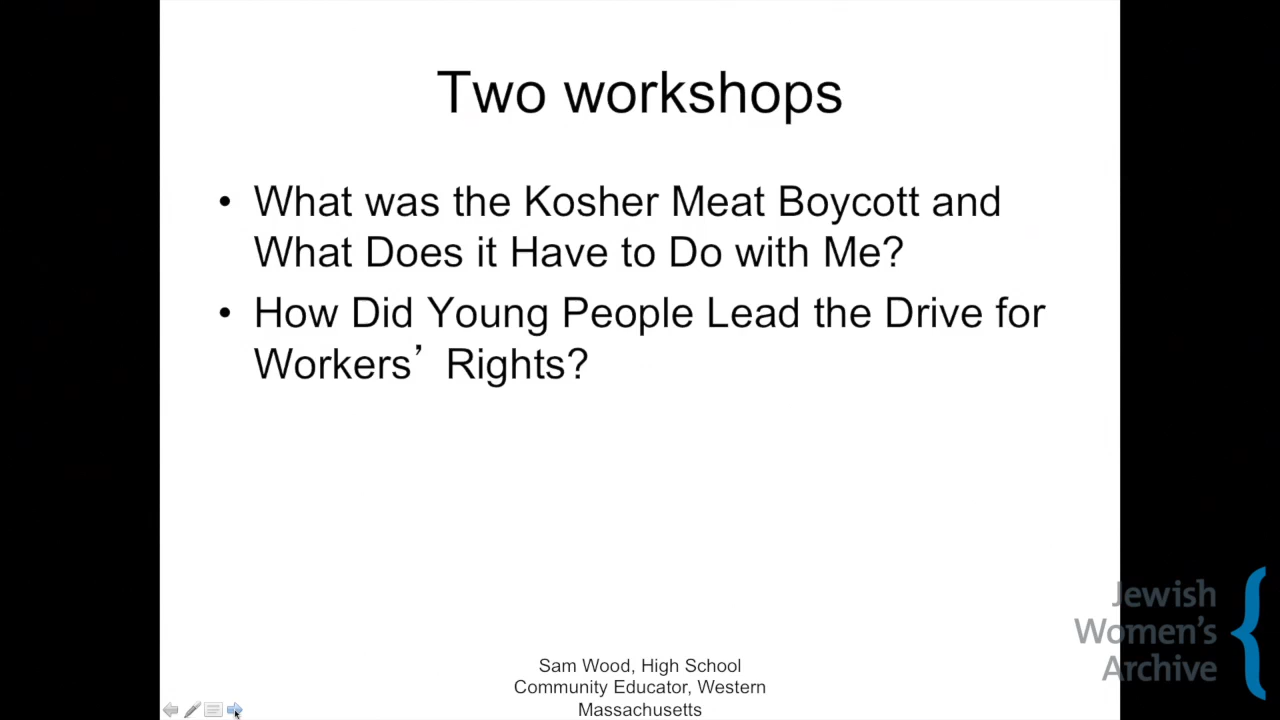 Two workshops
• What was the Kosher Meat Boycott and
What Does it Have to Do with Me?
• How Did Young People Lead the Drive for
Workers’ Rights?
Sam Wood, High School
Community Educator, Western
Massachusetts
Jewish
Women's
Archive